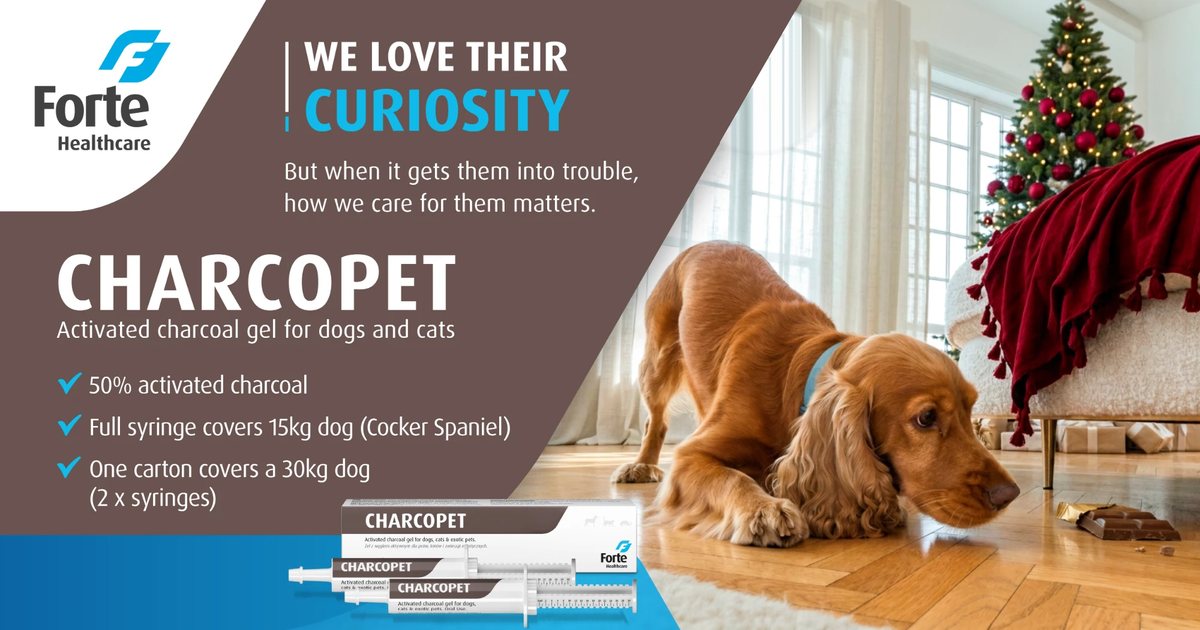 Forte
Healthcare
WE LOVE THEIR
CURIOSITY
But when it gets them into trouble,
how we care for them matters.
CHARCOPET
Activated charcoal gel for dogs and cats
50% activated charcoal
Full syringe covers 15kg dog (Cocker Spaniel)
One carton covers a 30kg dog
(2 x syringes)
CHARCOPET
Activated charcoal gel for dogs, cats & exotic pets.
Forte
Healthcare
CHARCOPET
Activated charcoal
CHARCOPET
Activated charcoal gel for dogs,
cats & exotic pets. Oral Use.